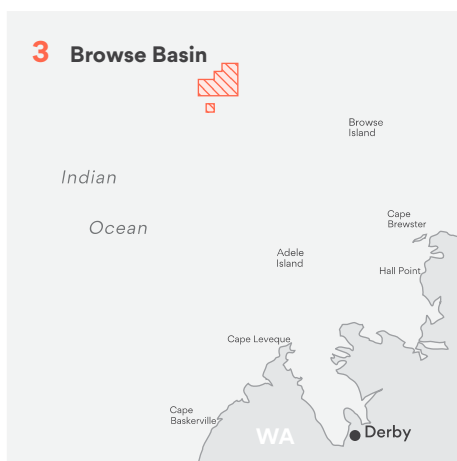 3 Browse Basin
Browse
Island
Indian
Ocean
Cape
Brewster
Adele
Island
Hall Point
Cape Leveque
Cape
Baskerville
WA
Derby